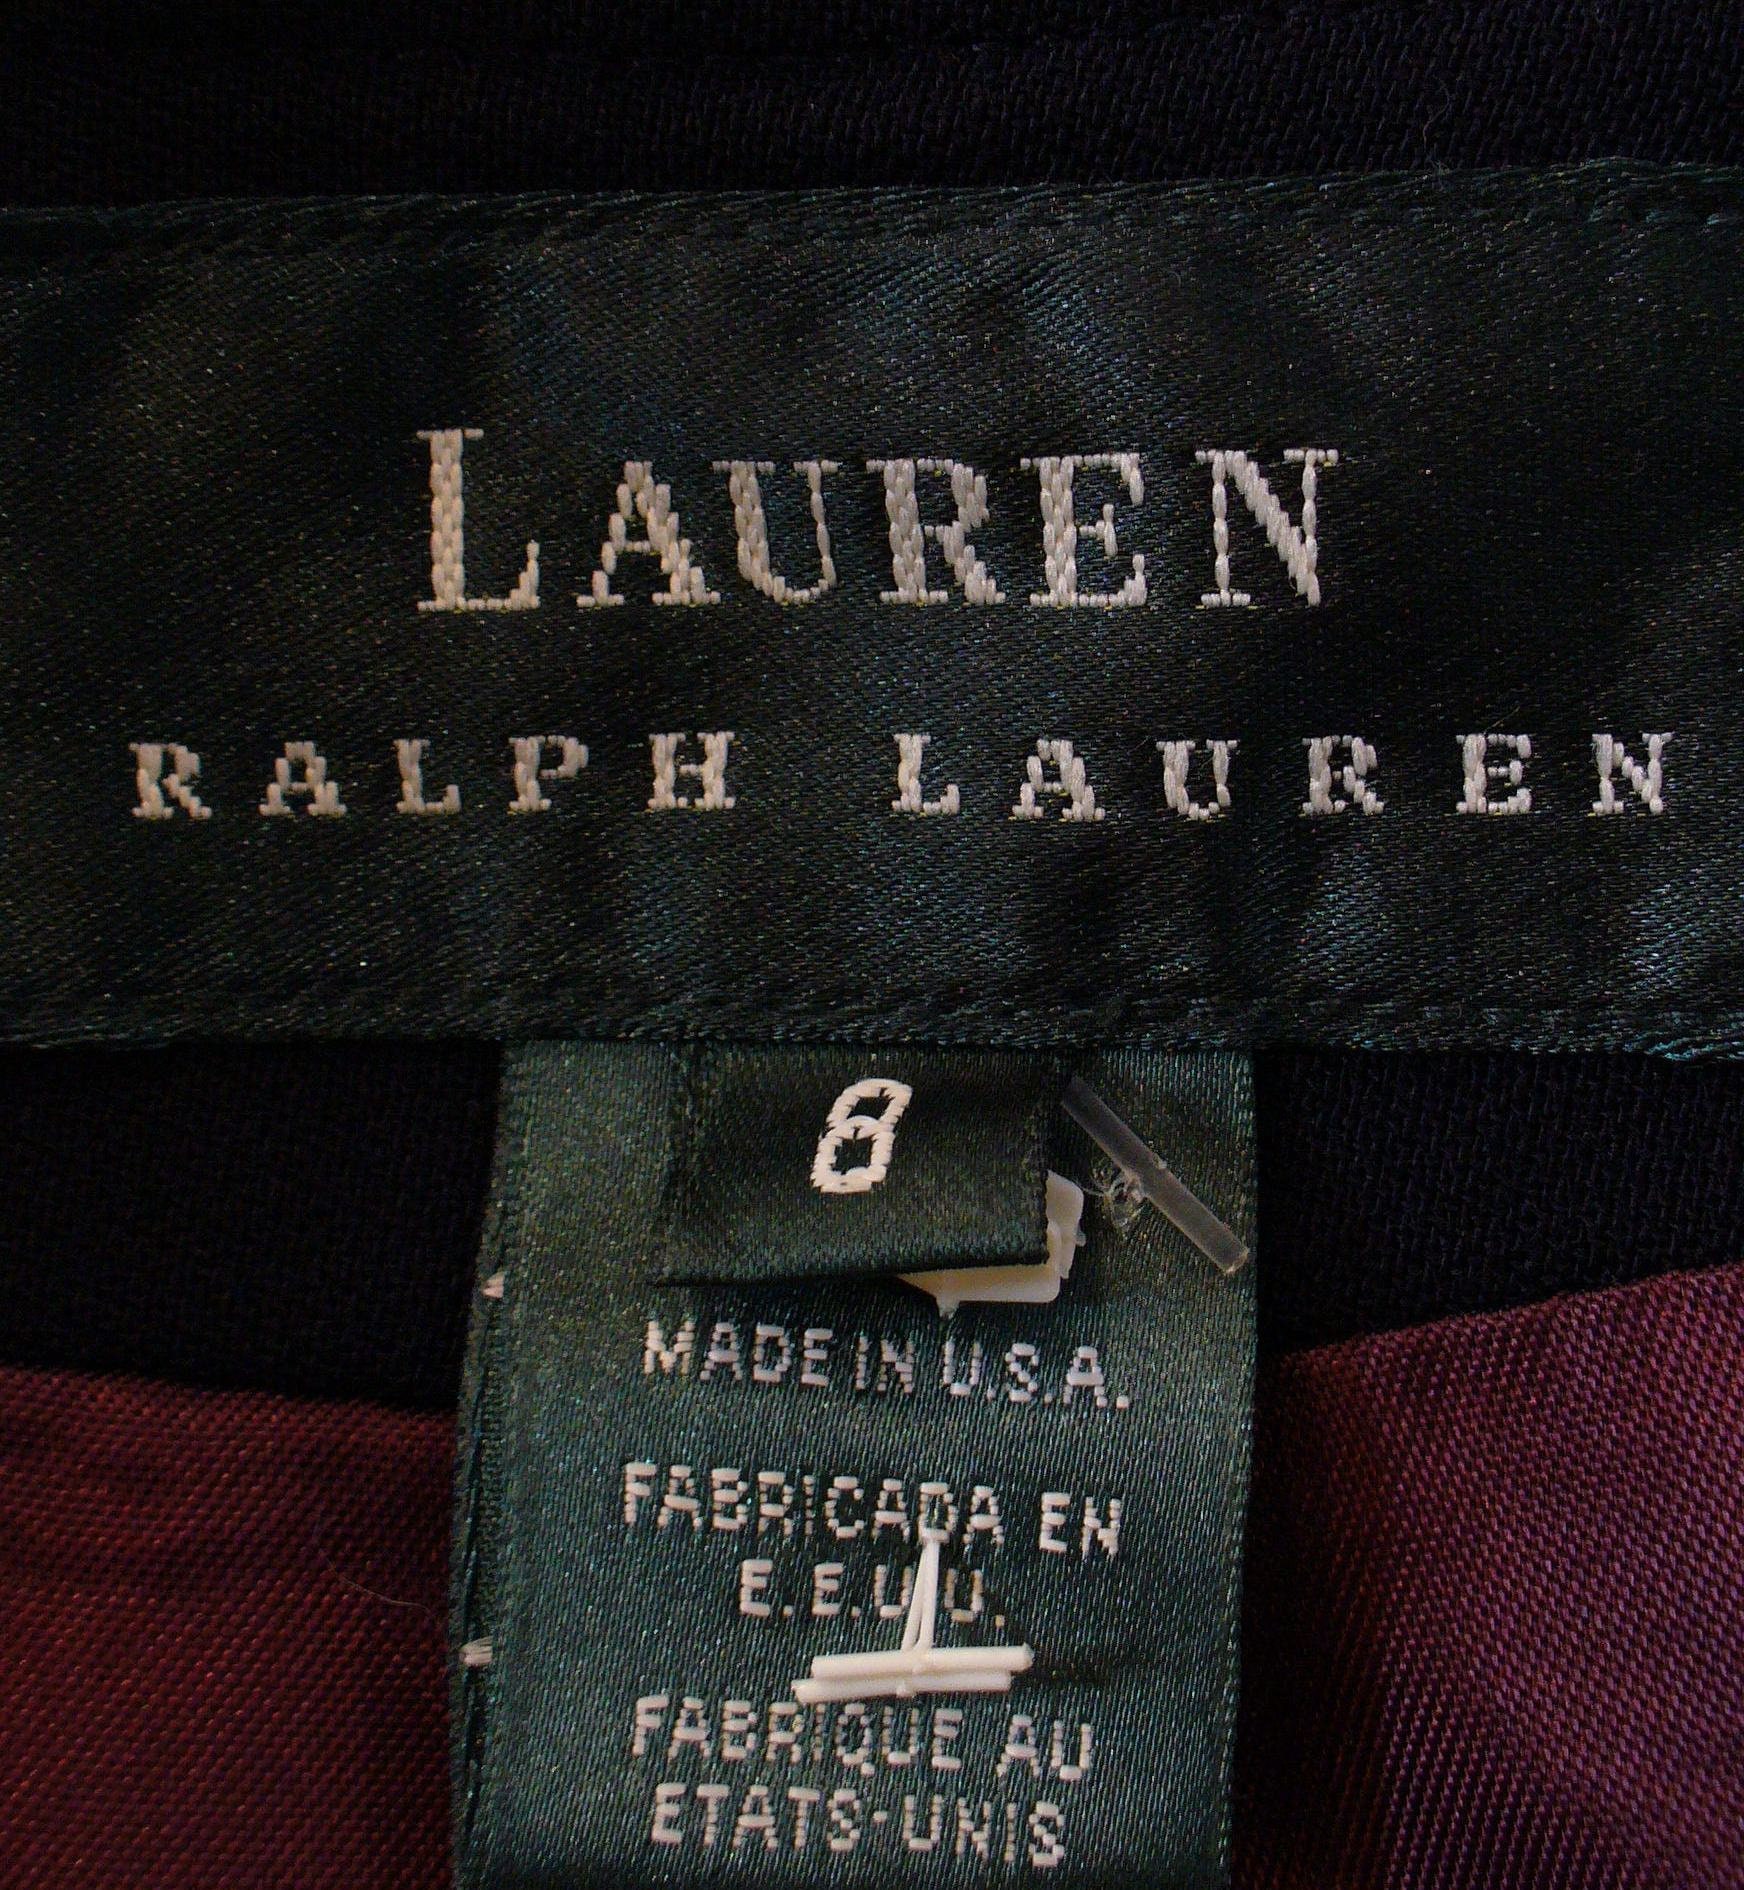 LAUREN
RALPH LAUREN
8
MADE IN U.S.A.
FABRICADA EN
E.E.U.U.
FABRIQUE AU
ETATS-UNIS